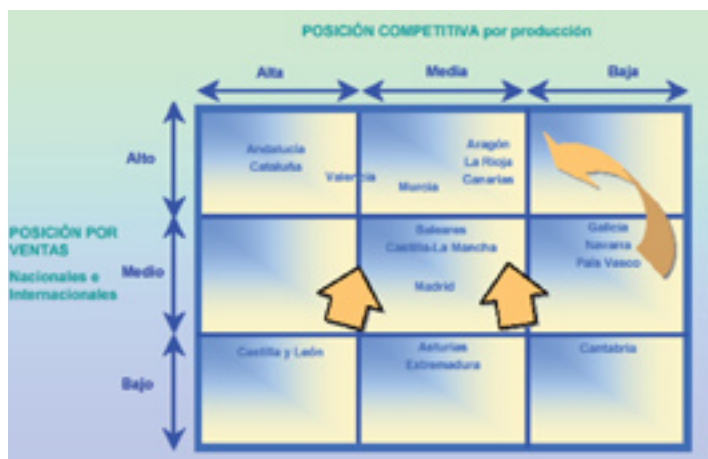 POSICIÓN COMPETITIVA por producción
Alta
Media
Baja
Alto
Andalucía
Cataluña
Valencia
Murcia
Aragón
La Rioja
Canarias
POSICIÓN POR
VENTAS
Nacionales e
Internacionales
Medio
Baleares
Castilla-La Mancha
Madrid
Galicia
Navarra
País Vasco
Bajo
Castilla y León
Asturias
Extremadura
Cantabria